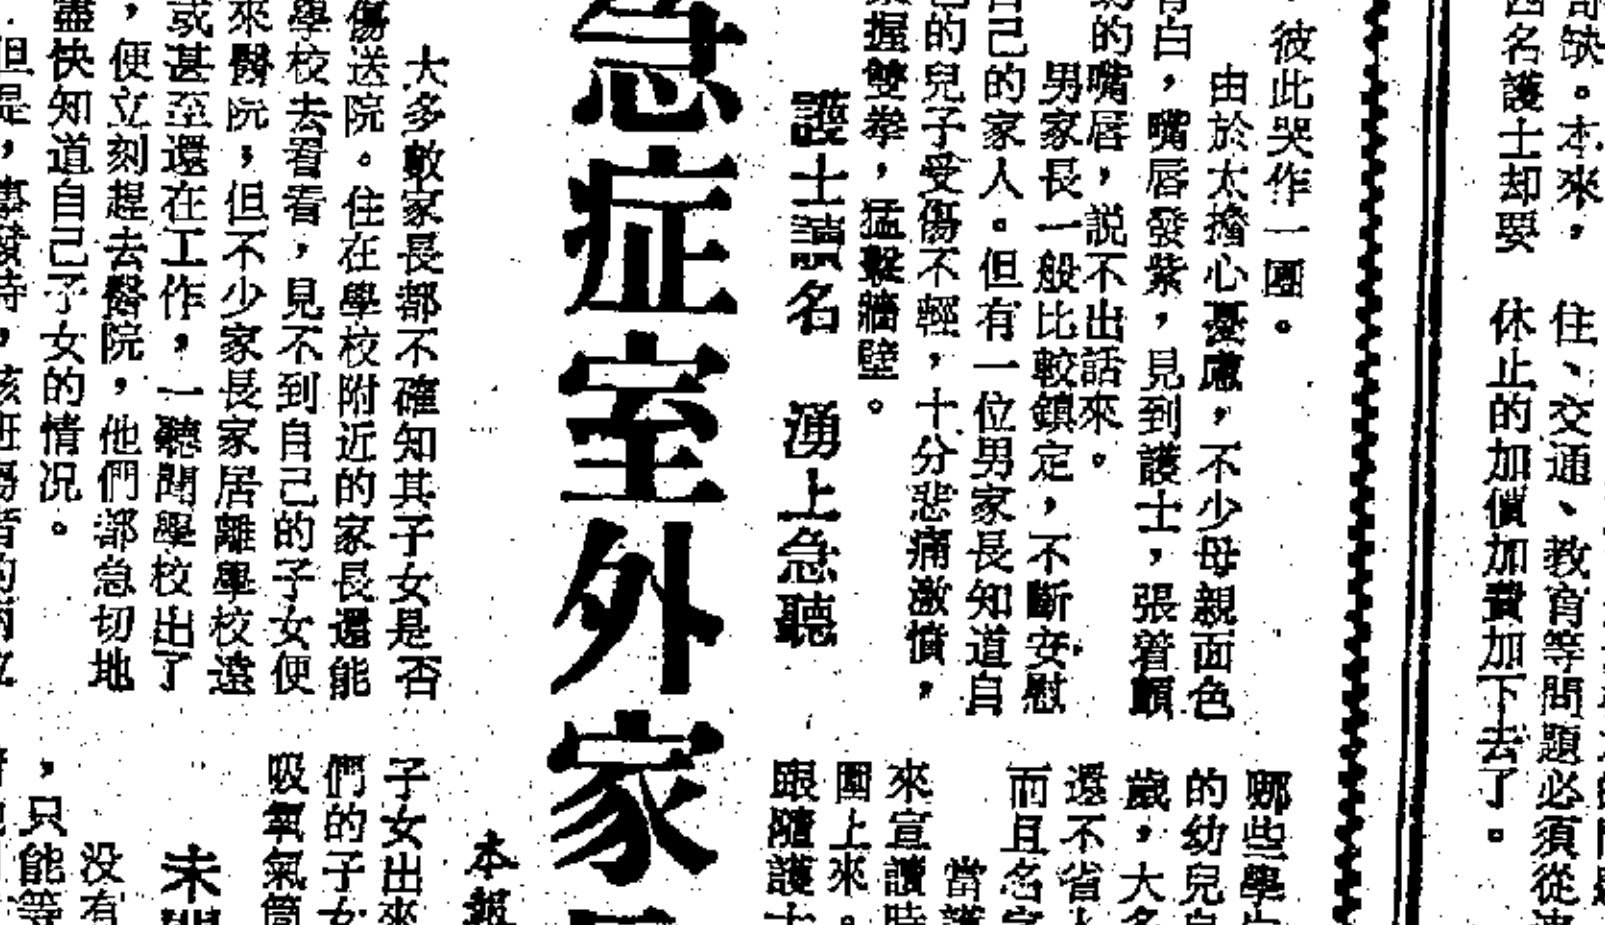 彼此哭作一團。
由於太擔心憂慮,不少母親面色
白,嘴唇發紫,見到護士,張着顫
的嘴唇,說不出話來。
男家長一般比較鎮定,不斷安慰
自己的家人。但有一位男家長知道自
的兒子受傷不輕,十分悲痛激憤,
握雙拳,猛擊牆壁。
護士讀名 湧上急聽
急症室外家
大多數家長都不確知其子女是否
傷送院。住在學校附近的家長還能
學校去看看,見不到自己的子女便
來醫院,但不少家長家居離學校遠
或甚至還在工作,一聽聞學校出了
,便立刻趕去醫院,他們都急切地
盡快知道自己子女的情況。
但是,事發時,該班傷者的
缺。本來,
四名護士却要
住、交通、教育等問題必須從
休止的加價加費加下去了。
哪些學
的幼兒
歲,大多
還不省
而且名字
當護
來宣讀時
圍上來。
跟隨護士
本報
子女出來
們的子女
吸氧氣筒
未
没有
,只能等